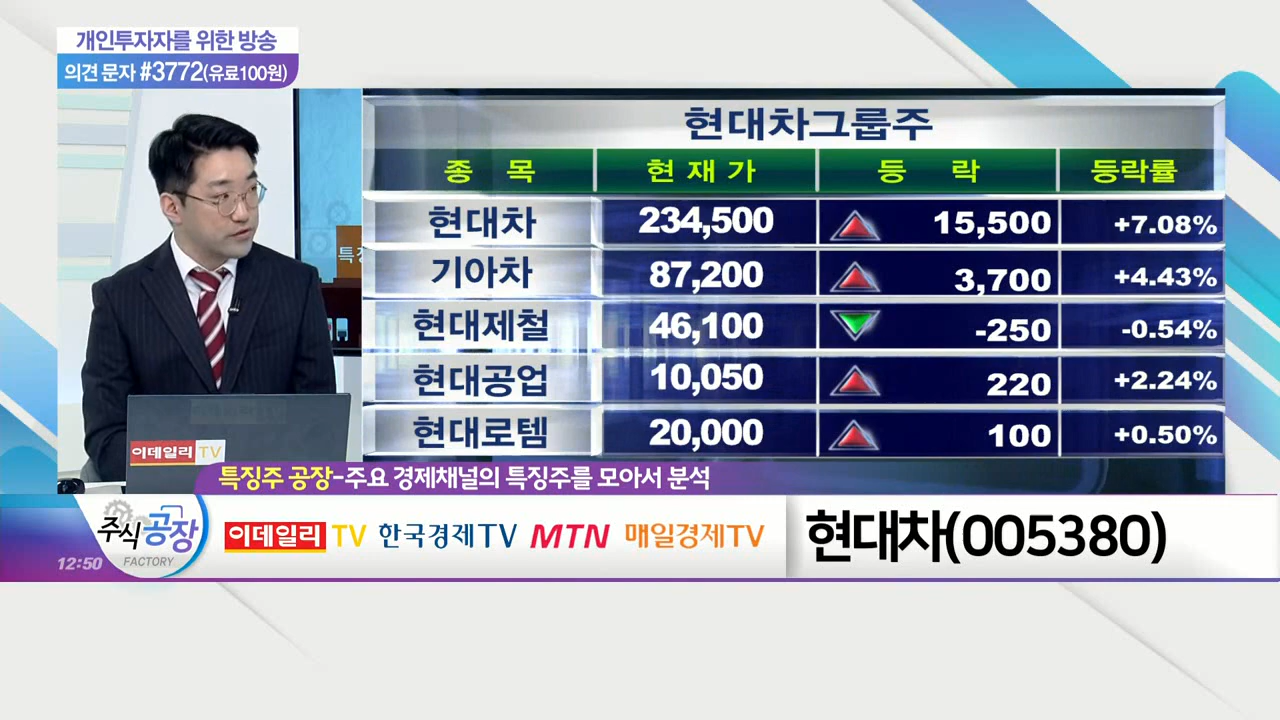 개인투자자를 위한 방송
의견 문자 #3772(유료100원)
현대차그룹주
종 목 현 재 가 등 락 등락률
현대차 234,500 15,500 +7.08%
기아차 87,200 3,700 +4.43%
현대제철 46,100 -250 -0.54%
현대공업 10,050 220 +2.24%
현대로템 20,000 100 +0.50%
특징
이데일리 TV
특징주 공장-주요 경제채널의 특징주를 모아서 분석
주식공장
FACTORY
12:50
이데일리 TV 한국경제TV MTN 매일경제TV
현대차(005380)